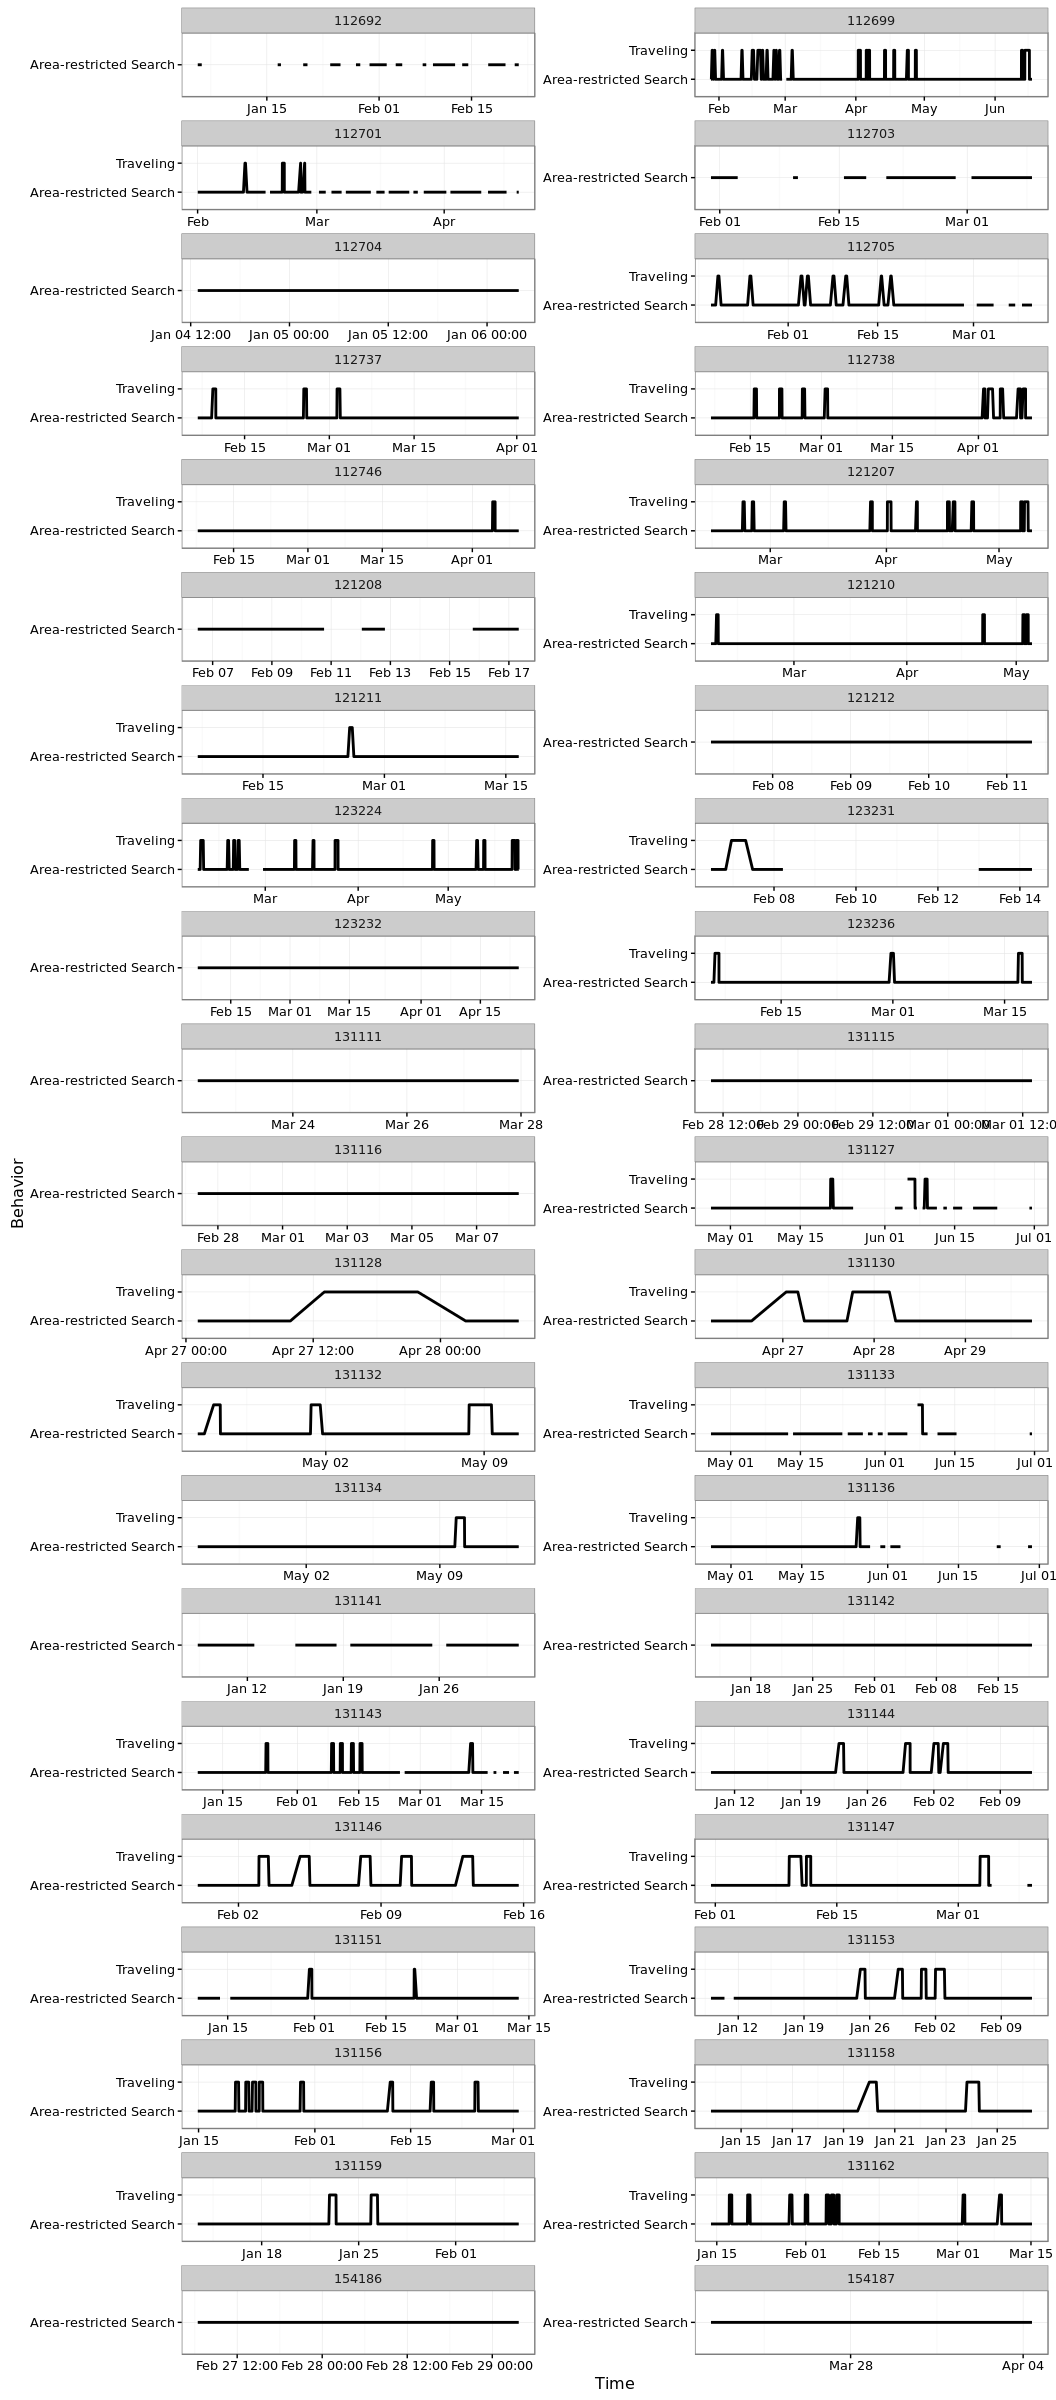 112692 112699
Area-restricted Search Traveling
Area-restricted Search
Jan 15 Feb 01 Feb 15 Feb Mar Apr May Jun
112701 112703
Traveling
Area-restricted Search Area-restricted Search
Feb Mar Apr Feb 01 Feb 15 Mar 01
112704 112705
Area-restricted Search Traveling
Area-restricted Search
Jan 04 12:00 Jan 05 00:00 Jan 05 12:00 Jan 06 00:00 Feb 01 Feb 15 Mar 01
112737 112738
Traveling Traveling
Area-restricted Search Area-restricted Search
Feb 15 Mar 01 Mar 15 Apr 01 Feb 15 Mar 01 Mar 15 Apr 01
112746 121207
Traveling Traveling
Area-restricted Search Area-restricted Search
Feb 15 Mar 01 Mar 15 Apr 01 Mar Apr May
121208 121210
Area-restricted Search Traveling
Area-restricted Search
Feb 07 Feb 09 Feb 11 Feb 13 Feb 15 Feb 17 Mar Apr May
121211 121212
Traveling
Area-restricted Search Area-restricted Search
Feb 15 Mar 01 Mar 15 Feb 08 Feb 09 Feb 10 Feb 11
123224 123231
Traveling Traveling
Area-restricted Search Area-restricted Search
Mar Apr May Feb 08 Feb 10 Feb 12 Feb 14
123232 123236
Area-restricted Search Traveling
Area-restricted Search
Feb 15 Mar 01 Mar 15 Apr 01 Apr 15 Feb 15 Mar 01 Mar 15
131111 131115
Area-restricted Search Area-restricted Search
Mar 24 Mar 26 Mar 28 Feb 28 12:00 Feb 29 00:00 Feb 29 12:00 Mar 01 00:00 Mar 01 12:0
131116 131127
Area-restricted Search Traveling
Area-restricted Search
Feb 28 Mar 01 Mar 03 Mar 05 Mar 07 May 01 May 15 Jun 01 Jun 15 Jul 01
Behavior
131128 131130
Traveling Traveling
Area-restricted Search Area-restricted Search
Apr 27 00:00 Apr 27 12:00 Apr 28 00:00 Apr 27 Apr 28 Apr 29
131132 131133
Traveling Traveling
Area-restricted Search Area-restricted Search
May 02 May 09 May 01 May 15 Jun 01 Jun 15 Jul 01
131134 131136
Traveling Traveling
Area-restricted Search Area-restricted Search
May 02 May 09 May 01 May 15 Jun 01 Jun 15 Jul 01
131141 131142
Area-restricted Search Area-restricted Search
Jan 12 Jan 19 Jan 26 Jan 18 Jan 25 Feb 01 Feb 08 Feb 15
131143 131144
Traveling Traveling
Area-restricted Search Area-restricted Search
Jan 15 Feb 01 Feb 15 Mar 01 Mar 15 Jan 12 Jan 19 Jan 26 Feb 02 Feb 09
131146 131147
Traveling Traveling
Area-restricted Search Area-restricted Search
Feb 02 Feb 09 Feb 16 Feb 01 Feb 15 Mar 01
131151 131153
Traveling Traveling
Area-restricted Search Area-restricted Search
Jan 15 Feb 01 Feb 15 Mar 01 Mar 15 Jan 12 Jan 19 Jan 26 Feb 02 Feb 09
131156 131158
Traveling Traveling
Area-restricted Search Area-restricted Search
Jan 15 Feb 01 Feb 15 Mar 01 Jan 15 Jan 17 Jan 19 Jan 21 Jan 23 Jan 25
131159 131162
Traveling Traveling
Area-restricted Search Area-restricted Search
Jan 18 Jan 25 Feb 01 Jan 15 Feb 01 Feb 15 Mar 01 Mar 15
154186 154187
Area-restricted Search Area-restricted Search
Feb 27 12:00 Feb 28 00:00 Feb 28 12:00 Feb 29 00:00 Mar 28 Apr 04
Time